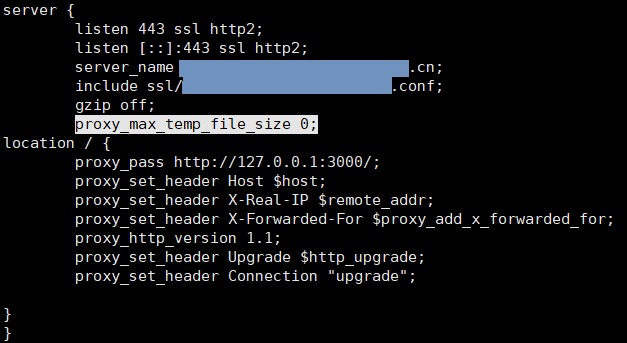 server {
listen 443 ssl http2;
listen [::]:443 ssl http2;
server_name .cn;
include ssl/ .conf;
gzip off;
proxy_max_temp_file_size 0;
location / {
proxy_pass http://127.0.0.1:3000/;
proxy_set_header Host $host;
proxy_set_header X-Real-IP $remote_addr;
proxy_set_header X-Forwarded-For $proxy_add_x_forwarded_for;
proxy_http_version 1.1;
proxy_set_header Upgrade $http_upgrade;
proxy_set_header Connection "upgrade";
}
}